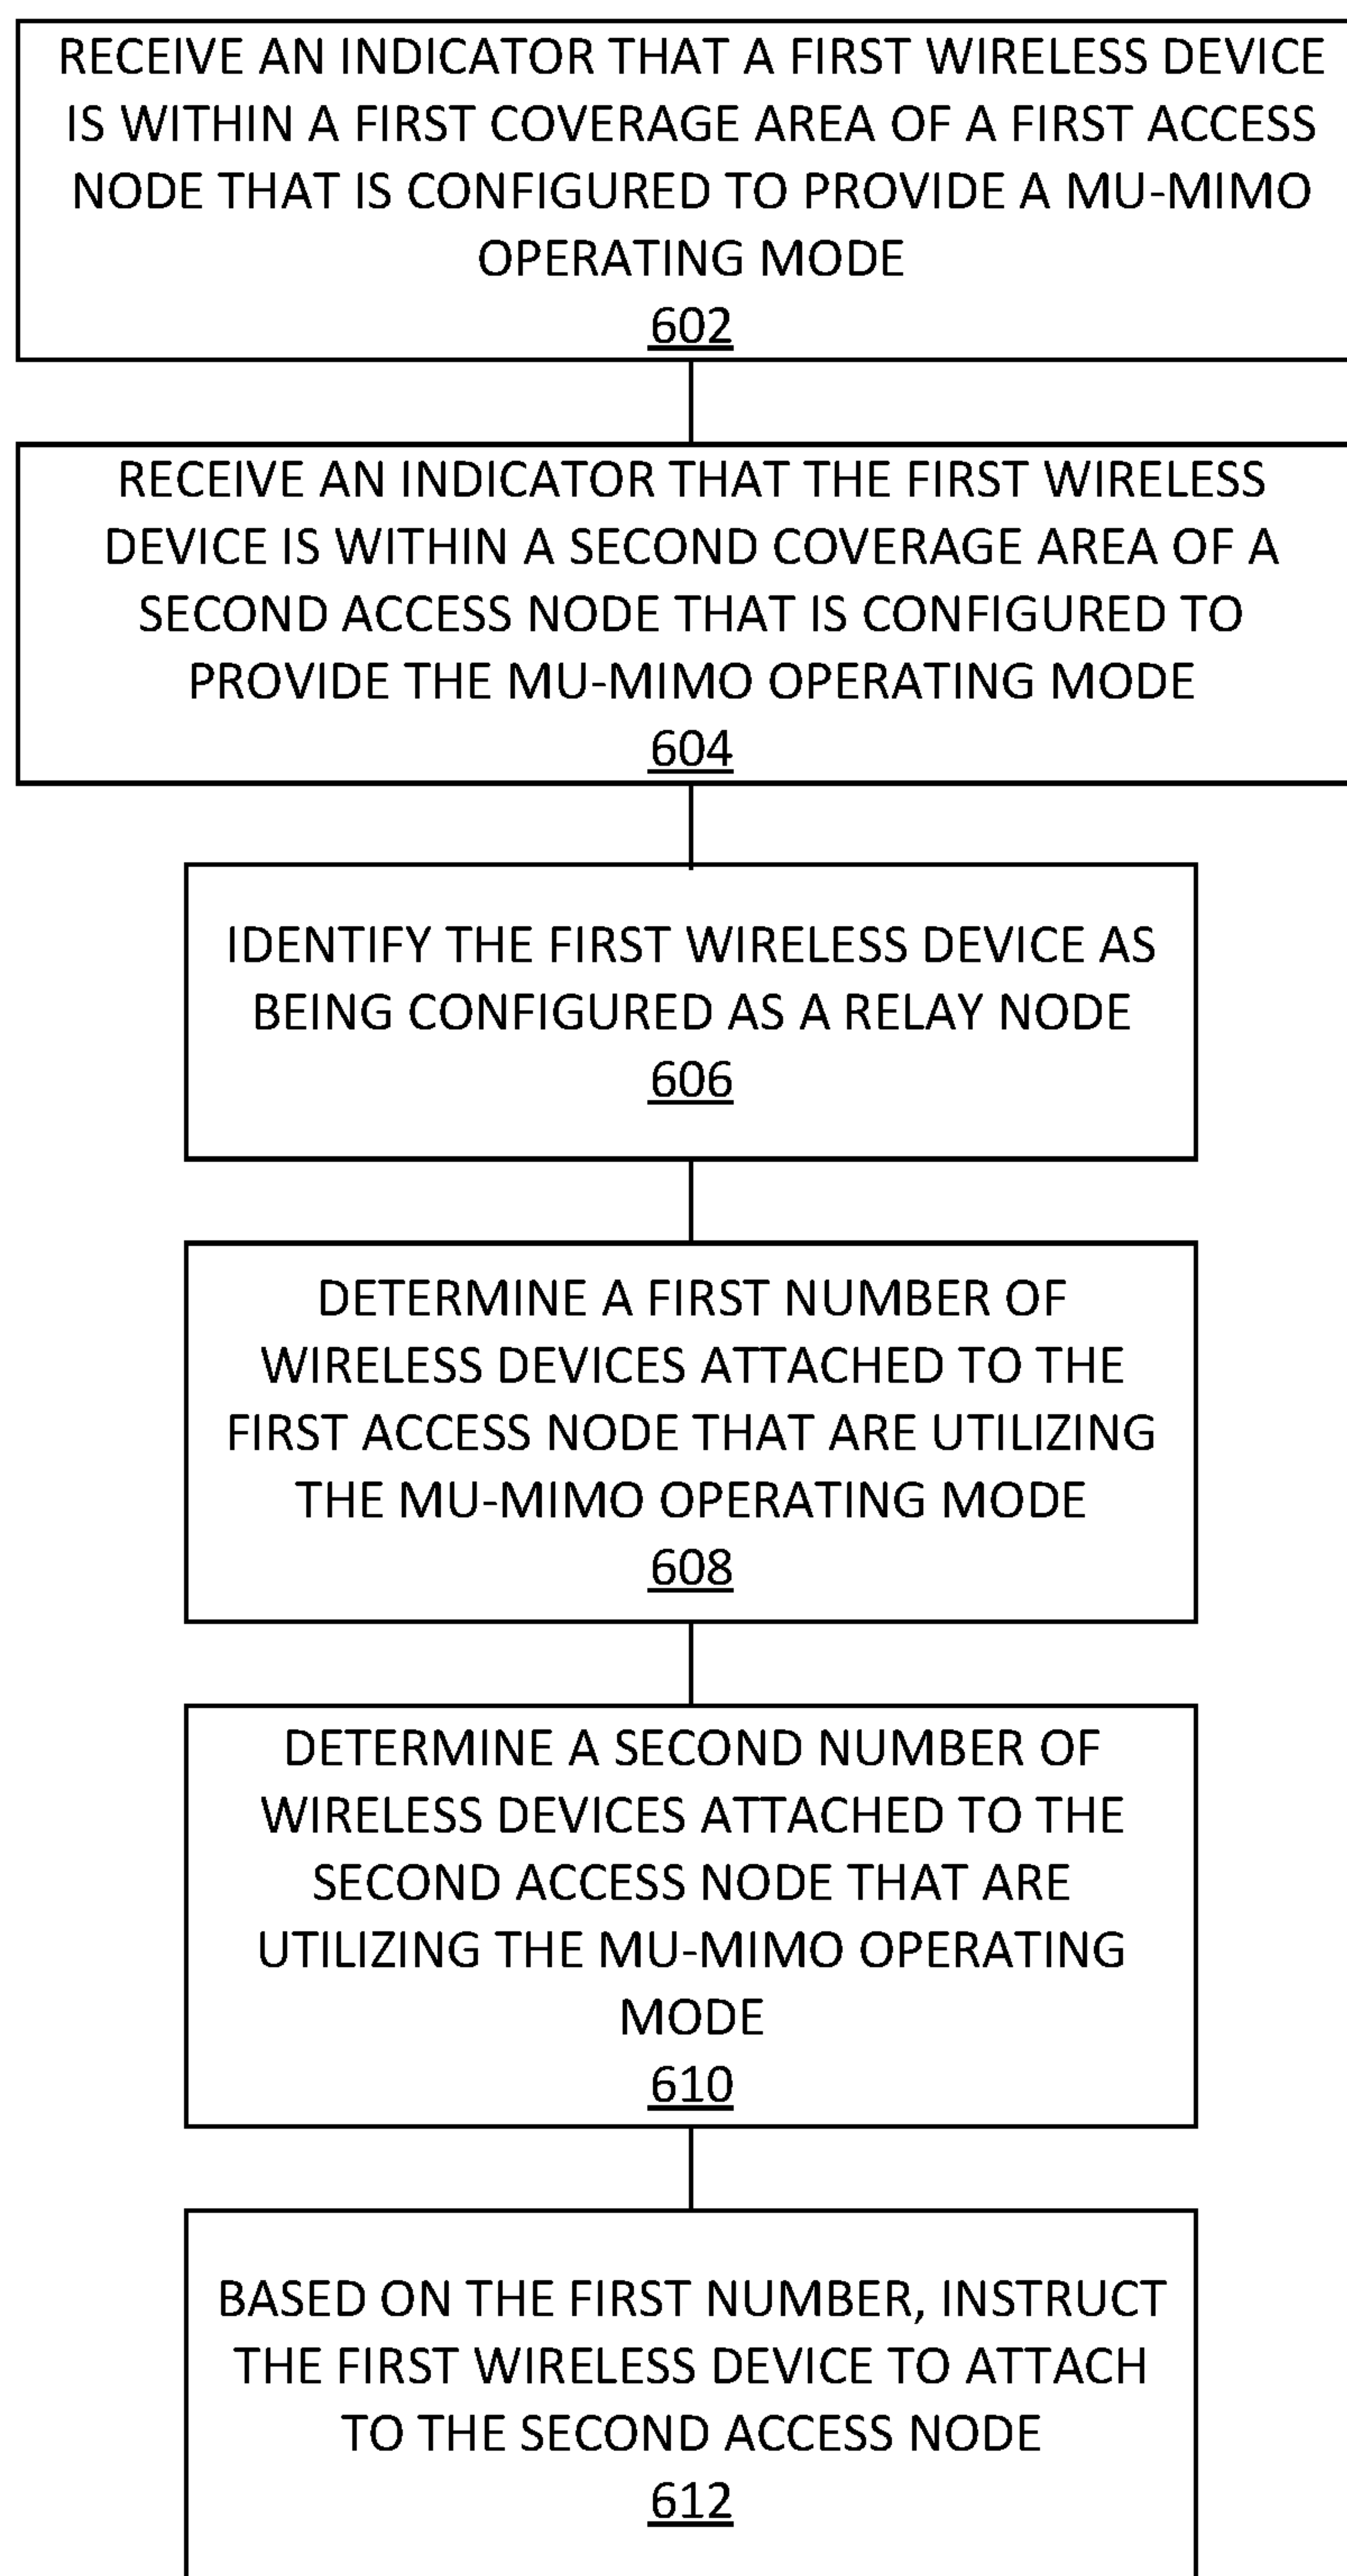 RECEIVE AN INDICATOR THAT A FIRST WIRELESS DEVICE
IS WITHIN A FIRST COVERAGE AREA OF A FIRST ACCESS
NODE THAT IS CONFIGURED TO PROVIDE A MU-MIMO
OPERATING MODE
602
RECEIVE AN INDICATOR THAT THE FIRST WIRELESS
DEVICE IS WITHIN A SECOND COVERAGE AREA OF A
SECOND ACCESS NODE THAT IS CONFIGURED TO
PROVIDE THE MU-MIMO OPERATING MODE
604
IDENTIFY THE FIRST WIRELESS DEVICE AS
BEING CONFIGURED AS A RELAY NODE
606
DETERMINE A FIRST NUMBER OF
WIRELESS DEVICES ATTACHED TO THE
FIRST ACCESS NODE THAT ARE UTILIZING
THE MU-MIMO OPERATING MODE
608
DETERMINE A SECOND NUMBER OF
WIRELESS DEVICES ATTACHED TO THE
SECOND ACCESS NODE THAT ARE
UTILIZING THE MU-MIMO OPERATING
MODE
610
BASED ON THE FIRST NUMBER, INSTRUCT
THE FIRST WIRELESS DEVICE TO ATTACH
TO THE SECOND ACCESS NODE
612